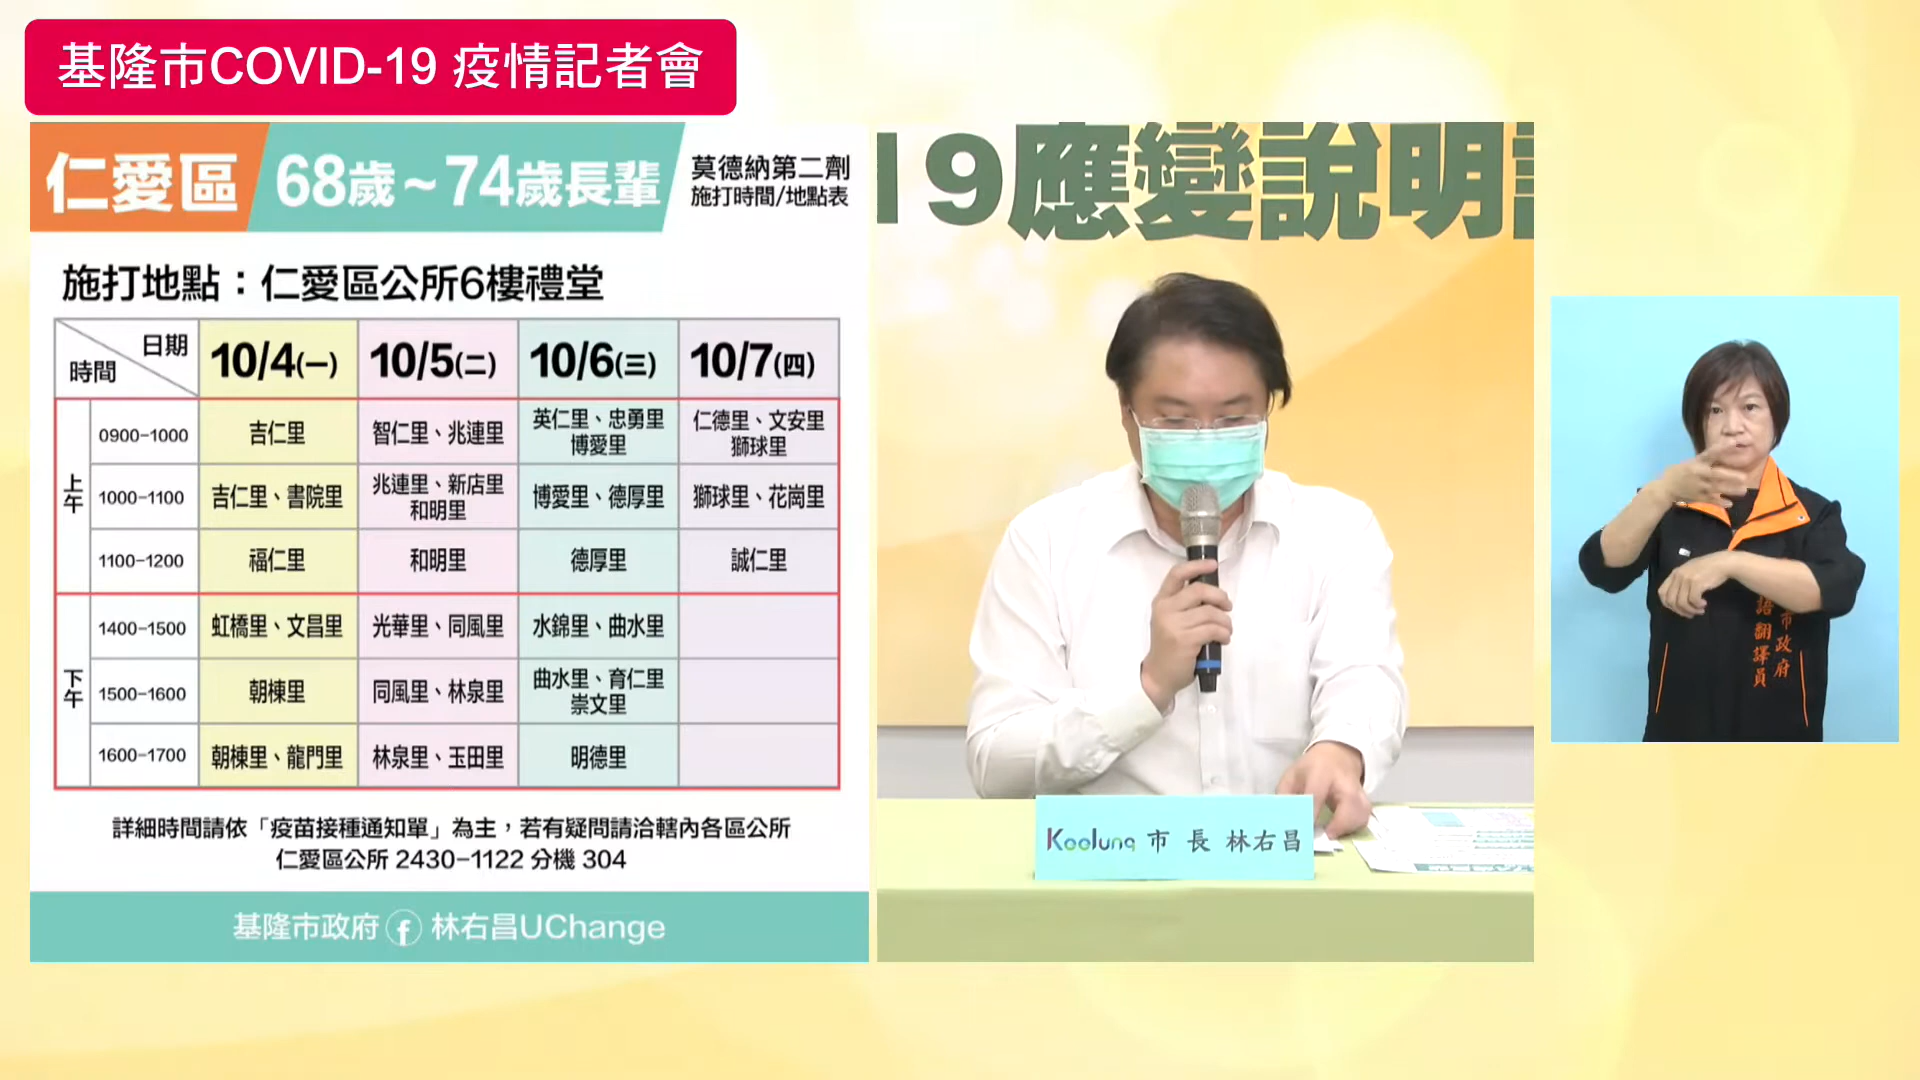 基隆市COVID-19 疫情記者會
仁愛區
68歲~74歲長輩
莫德納第二劑
施打時間/地點表
施打地點：仁愛區公所6樓禮堂
日期
時間
10/4(一) 10/5(二) 10/6(三) 10/7(四)
上午
0900-1000 吉仁里 智仁里、兆連里 英仁里、忠勇里 博愛里 仁德里、文安里 獅球里
1000-1100 吉仁里、書院里 兆連里、新店里 和明里 博愛里、德厚里 獅球里、花崗里
1100-1200 福仁里 和明里 德厚里 誠仁里
下午
1400-1500 虹橋里、文昌里 光華里、同風里 水錦里、曲水里
1500-1600 朝棟里 同風里、林泉里 曲水里、育仁里 崇文里
1600-1700 朝棟里、龍門里 林泉里、玉田里 明德里
詳細時間請依「疫苗接種通知單」為主，若有疑問請洽轄內各區公所
仁愛區公所 2430-1122 分機 304
基隆市政府 f 林右昌UChange
19應變說明
Keelung 市長 林右昌
市政府
語翻譯員